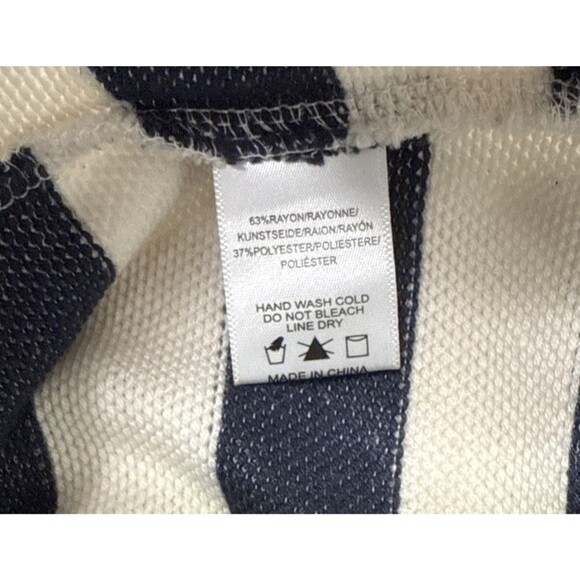 63%RAYON/RAYONNE/
KUNSTSEIDE/RAION/RAYÓN
37%POLYESTER/POLIESTERE/
POLIÉSTER
HAND WASH COLD
DO NOT BLEACH
LINE DRY
MADE IN CHINA